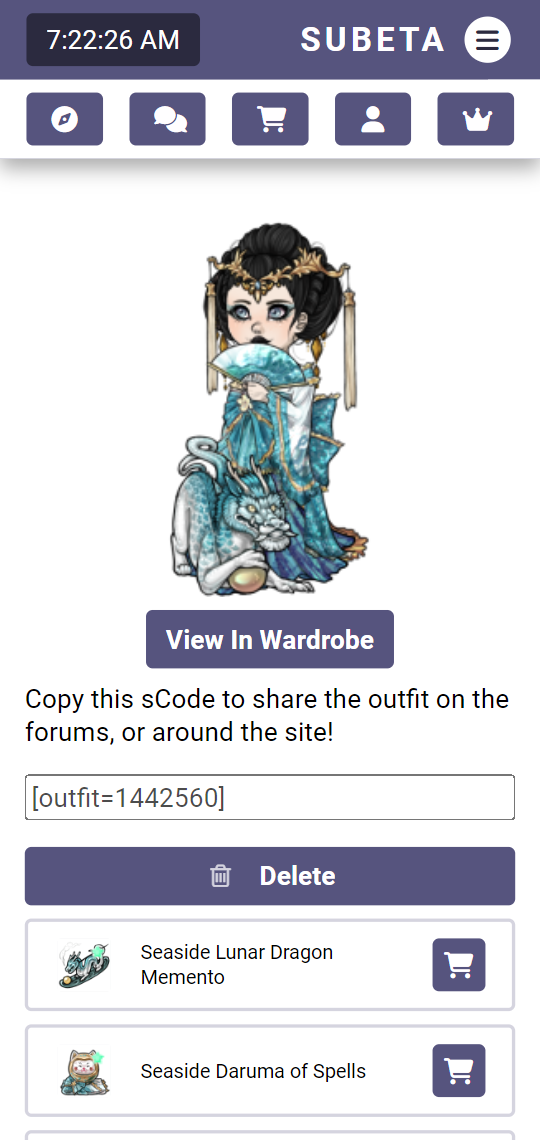 7:22:26 AM
SUBETA
View In Wardrobe
Copy this sCode to share the outfit on the
forums, or around the site!
[outfit=1442560]
Delete
Seaside Lunar Dragon
Memento
Seaside Daruma of Spells